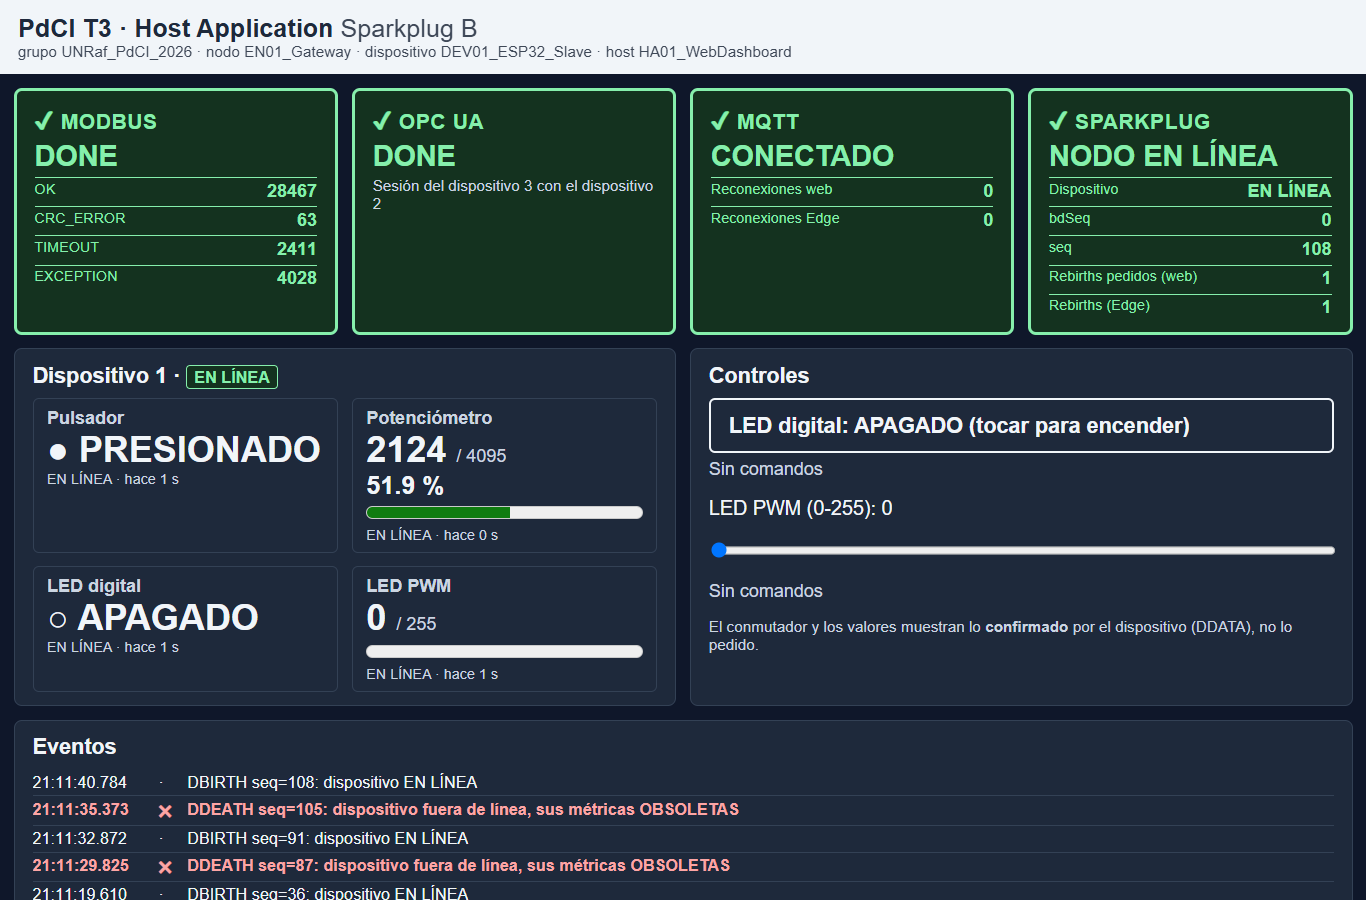 PdCI T3 · Host Application Sparkplug B
grupo UNRaf_PdCI_2026 · nodo EN01_Gateway · dispositivo DEV01_ESP32_Slave · host HA01_WebDashboard
✔ MODBUS
DONE
OK 28467
CRC_ERROR 63
TIMEOUT 2411
EXCEPTION 4028
✔ OPC UA
DONE
Sesión del dispositivo 3 con el dispositivo
2
✔ MQTT
CONECTADO
Reconexiones web 0
Reconexiones Edge 0
✔ SPARKPLUG
NODO EN LÍNEA
Dispositivo EN LÍNEA
bdSeq 0
seq 108
Rebirths pedidos (web) 1
Rebirths (Edge) 1
Dispositivo 1 · EN LÍNEA
Pulsador
● PRESIONADO
EN LÍNEA · hace 1 s
Potenciómetro
2124 / 4095
51.9 %
EN LÍNEA · hace 0 s
LED digital
○ APAGADO
EN LÍNEA · hace 1 s
LED PWM
0 / 255
EN LÍNEA · hace 1 s
Controles
LED digital: APAGADO (tocar para encender)
Sin comandos
LED PWM (0-255): 0
Sin comandos
El conmutador y los valores muestran lo confirmado por el dispositivo (DDATA), no lo
pedido.
Eventos
21:11:40.784 · DBIRTH seq=108: dispositivo EN LÍNEA
21:11:35.373 ✖ DDEATH seq=105: dispositivo fuera de línea, sus métricas OBSOLETAS
21:11:32.872 · DBIRTH seq=91: dispositivo EN LÍNEA
21:11:29.825 ✖ DDEATH seq=87: dispositivo fuera de línea, sus métricas OBSOLETAS
21:11:19.610 · DBIRTH seq=36: dispositivo EN LÍNEA